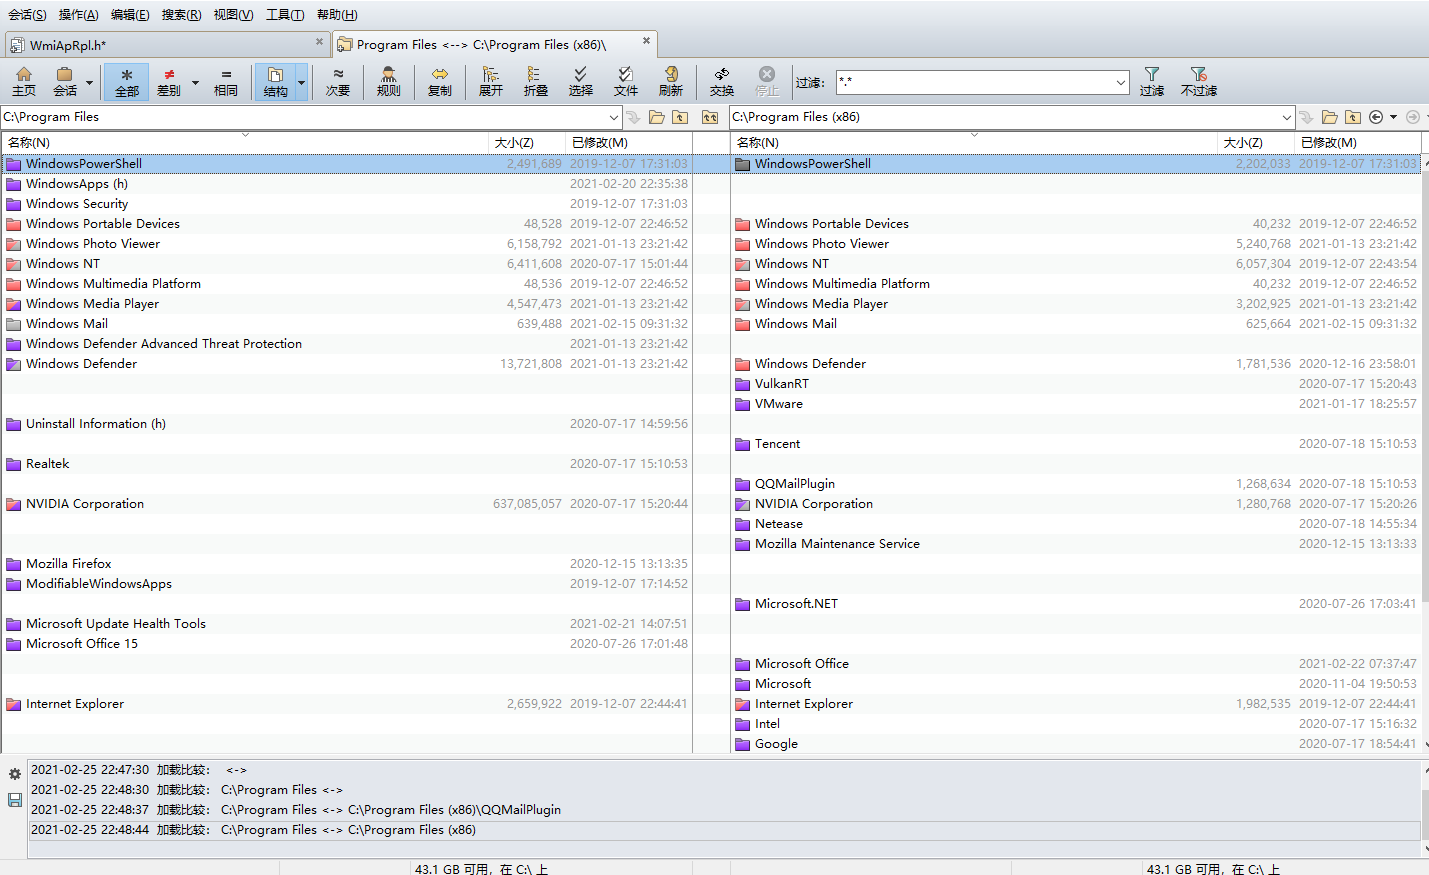 会话(S) 操作(A) 编辑(E) 搜索(R) 视图(V) 工具(T) 帮助(H)
WmiApRpl.h* Program Files <--> C:\Program Files (x86)\
主页 会话 全部 差别 相同 结构 次要 规则 复制 展开 折叠 选择 文件 刷新 交换 停止 过滤: *.* 过滤 不过滤
C:\Program Files C:\Program Files (x86)
名称(N) 大小(Z) 已修改(M) 名称(N) 大小(Z) 已修改(M)
WindowsPowerShell 2,491,689 2019-12-07 17:31:03 WindowsPowerShell 2,202,033 2019-12-07 17:31:03
WindowsApps (h) 2021-02-20 22:35:38
Windows Security 2019-12-07 17:31:03
Windows Portable Devices 48,528 2019-12-07 22:46:52 Windows Portable Devices 40,232 2019-12-07 22:46:52
Windows Photo Viewer 6,158,792 2021-01-13 23:21:42 Windows Photo Viewer 5,240,768 2021-01-13 23:21:42
Windows NT 6,411,608 2020-07-17 15:01:44 Windows NT 6,057,304 2019-12-07 22:43:54
Windows Multimedia Platform 48,536 2019-12-07 22:46:52 Windows Multimedia Platform 40,232 2019-12-07 22:46:52
Windows Media Player 4,547,473 2021-01-13 23:21:42 Windows Media Player 3,202,925 2021-01-13 23:21:42
Windows Mail 639,488 2021-02-15 09:31:32 Windows Mail 625,664 2021-02-15 09:31:32
Windows Defender Advanced Threat Protection 2021-01-13 23:21:42
Windows Defender 13,721,808 2021-01-13 23:21:42 Windows Defender 1,781,536 2020-12-16 23:58:01
VulkanRT 2020-07-17 15:20:43
VMware 2021-01-17 18:25:57
Uninstall Information (h) 2020-07-17 14:59:56
Tencent 2020-07-18 15:10:53
Realtek 2020-07-17 15:10:53
QQMailPlugin 1,268,634 2020-07-18 15:10:53
NVIDIA Corporation 637,085,057 2020-07-17 15:20:44 NVIDIA Corporation 1,280,768 2020-07-17 15:20:26
Netease 2020-07-18 14:55:34
Mozilla Maintenance Service 2020-12-15 13:13:33
Mozilla Firefox 2020-12-15 13:13:35
ModifiableWindowsApps 2019-12-07 17:14:52
Microsoft.NET 2020-07-26 17:03:41
Microsoft Update Health Tools 2021-02-21 14:07:51
Microsoft Office 15 2020-07-26 17:01:48
Microsoft Office 2021-02-22 07:37:47
Microsoft 2020-11-04 19:50:53
Internet Explorer 2,659,922 2019-12-07 22:44:41 Internet Explorer 1,982,535 2019-12-07 22:44:41
Intel 2020-07-17 15:16:32
Google 2020-07-17 18:54:41
2021-02-25 22:47:30 加载比较: <->
2021-02-25 22:48:30 加载比较: C:\Program Files <->
2021-02-25 22:48:37 加载比较: C:\Program Files <-> C:\Program Files (x86)\QQMailPlugin
2021-02-25 22:48:44 加载比较: C:\Program Files <-> C:\Program Files (x86)
43.1 GB 可用，在 C:\ 上 43.1 GB 可用，在 C:\ 上